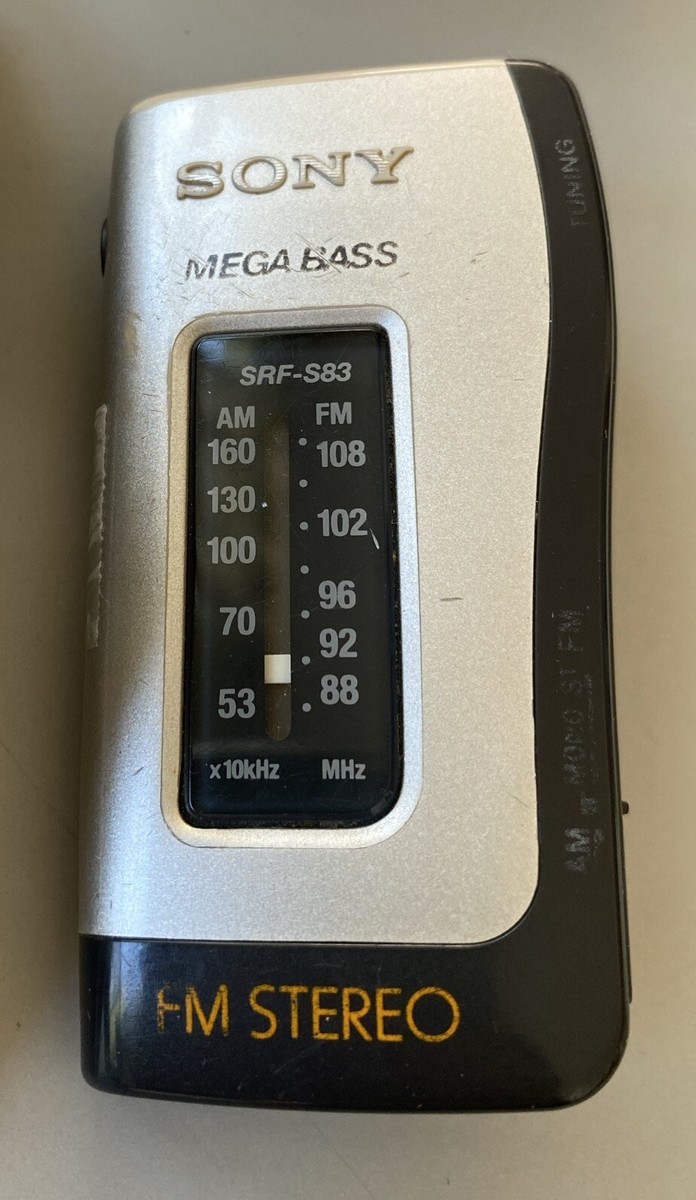 SONY
MEGA BASS
SRF-S83
AM FM
160 108
130
102
100
96
70
92
88
53
x10kHz MHz
TUNING
AM MONO ST FM
FM STEREO